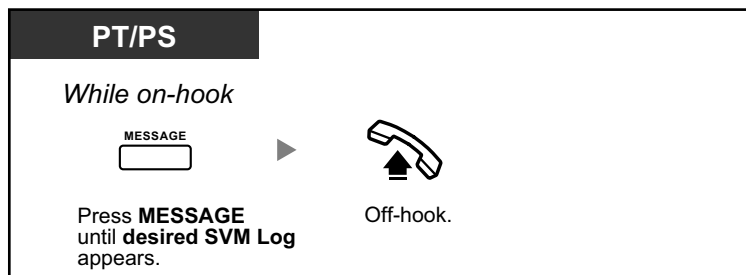 PT/PS
While on-hook
MESSAGE
Press MESSAGE
until desired SVM Log
appears.
Off-hook.